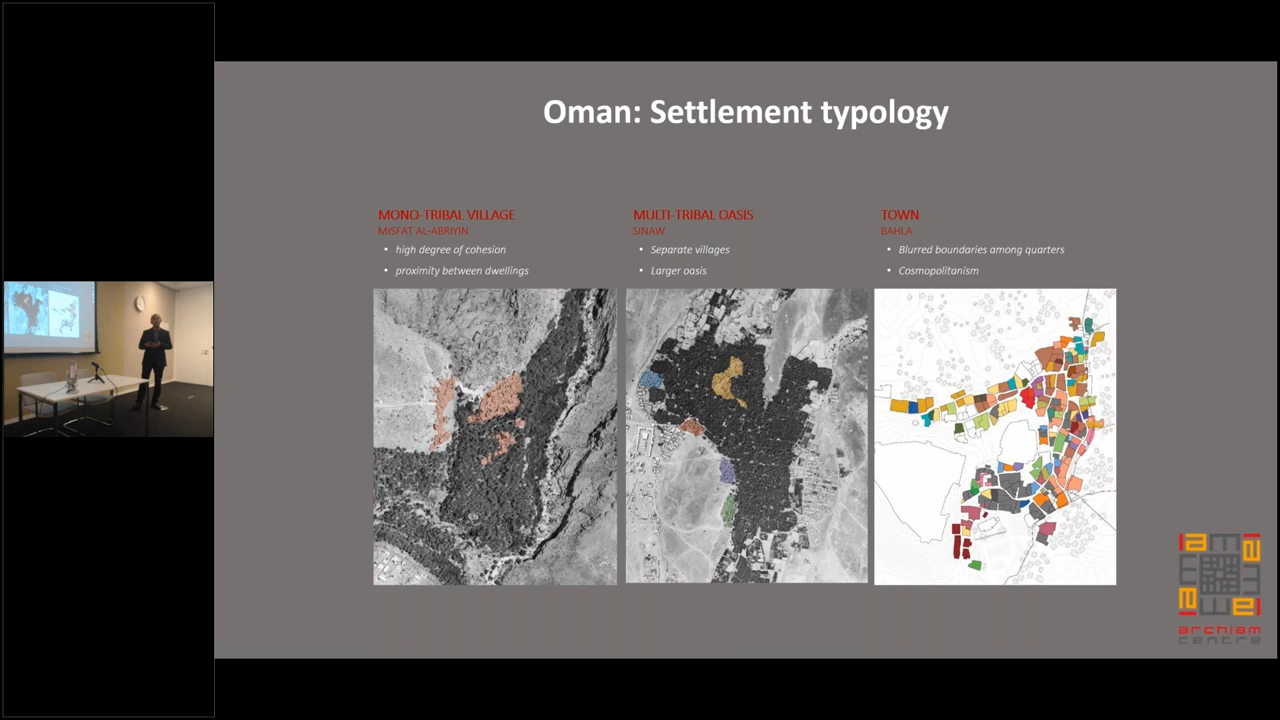 Oman: Settlement typology
MONO-TRIBAL VILLAGE
MISFAT AL-ABRIYIN
• high degree of cohesion
• proximity between dwellings
MULTI-TRIBAL OASIS
SINAW
• Separate villages
• Larger oasis
TOWN
BAHLA
• Blurred boundaries among quarters
• Cosmopolitanism
archiam
centre